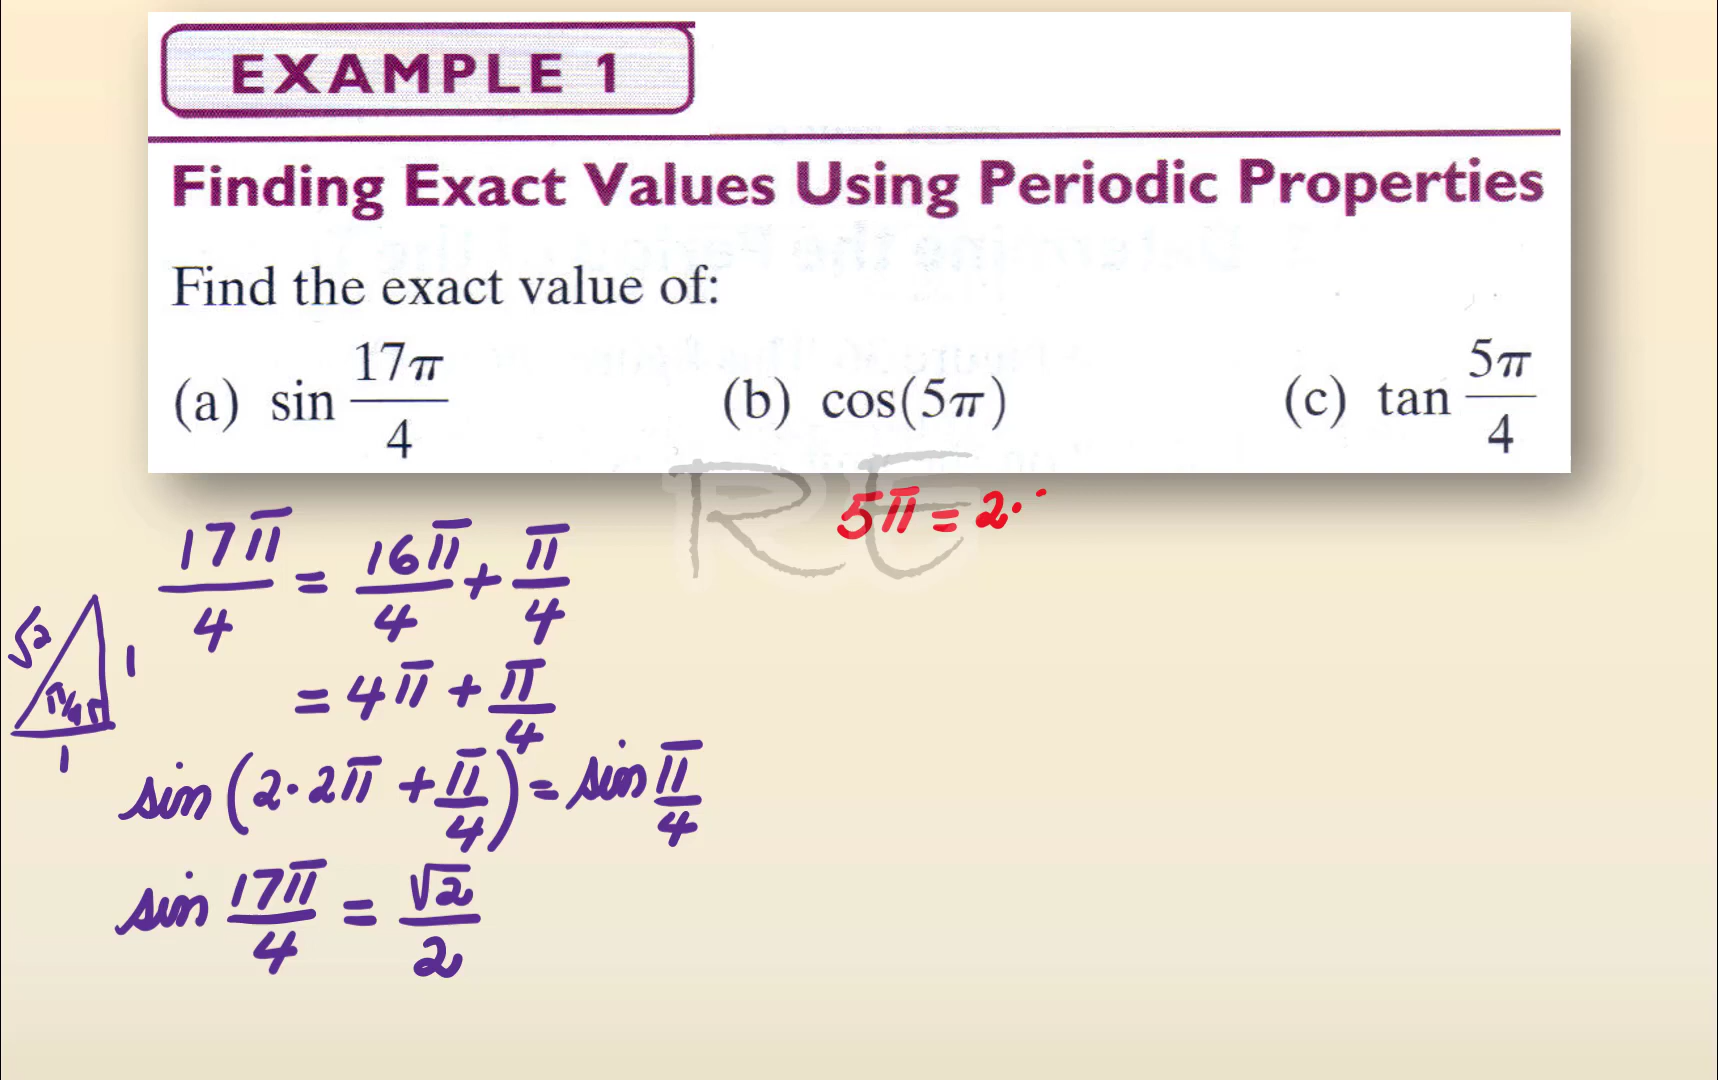 EXAMPLE 1
Finding Exact Values Using Periodic Properties
Find the exact value of:
(a) sin 17π/4 (b) cos(5π) (c) tan 5π/4
RE
5π = 2·
17π/4 = 16π/4 + π/4
= 4π + π/4
√2 1 π/4 1
sin (2·2π + π/4) = sin π/4
sin 17π/4 = √2/2